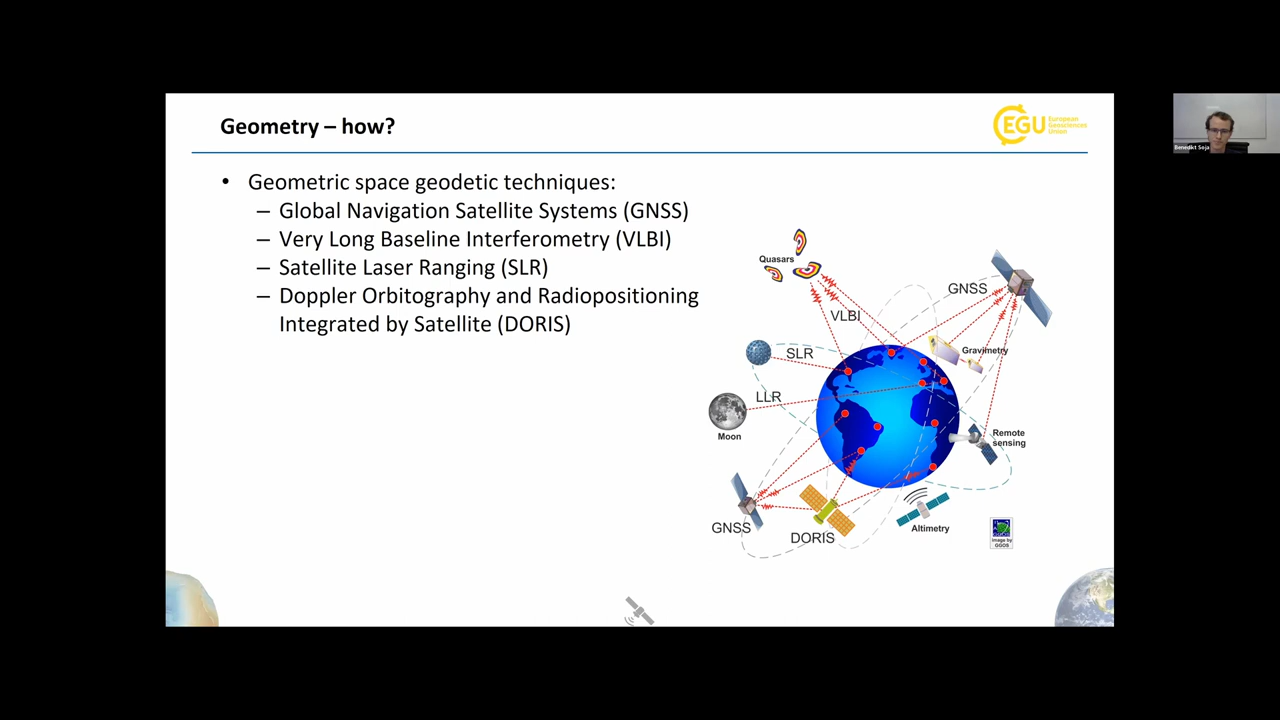 Geometry – how?
EGU
European
Geosciences
Union
Benedikt Soja
• Geometric space geodetic techniques:
– Global Navigation Satellite Systems (GNSS)
– Very Long Baseline Interferometry (VLBI)
– Satellite Laser Ranging (SLR)
– Doppler Orbitography and Radiopositioning
Integrated by Satellite (DORIS)
Quasars
GNSS
VLBI
SLR
Gravimetry
LLR
Moon
Remote
sensing
GNSS
DORIS
Altimetry
Image by
GGOS